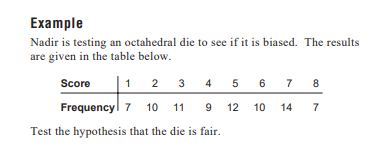 Example
Nadir is testing an octahedral die to see if it is biased. The results
are given in the table below.
Score 1 2 3 4 5 6 7 8
Frequency 7 10 11 9 12 10 14 7
Test the hypothesis that the die is fair.